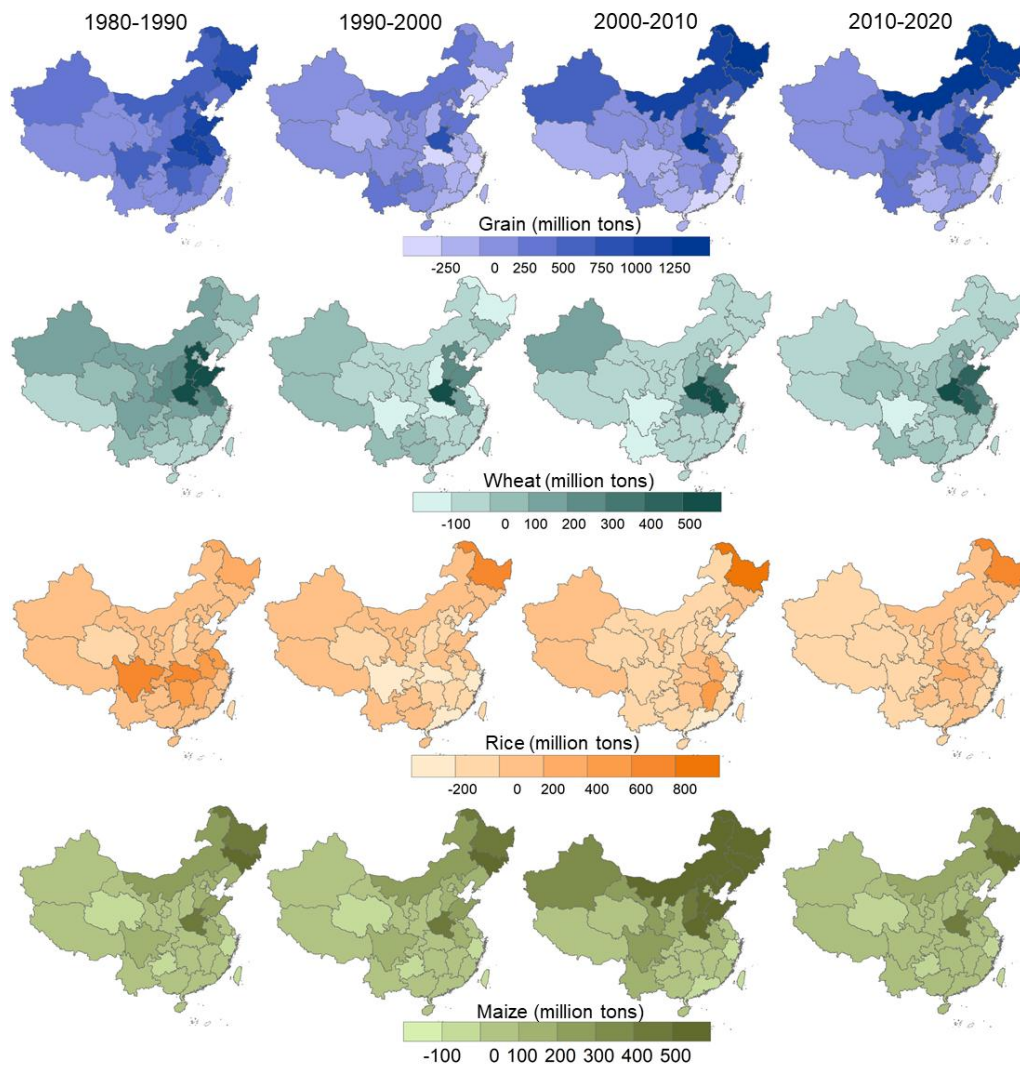 1980-1990 1990-2000 2000-2010 2010-2020
Grain (million tons)
-250 0 250 500 750 1000 1250
Wheat (million tons)
-100 0 100 200 300 400 500
Rice (million tons)
-200 0 200 400 600 800
Maize (million tons)
-100 0 100 200 300 400 500